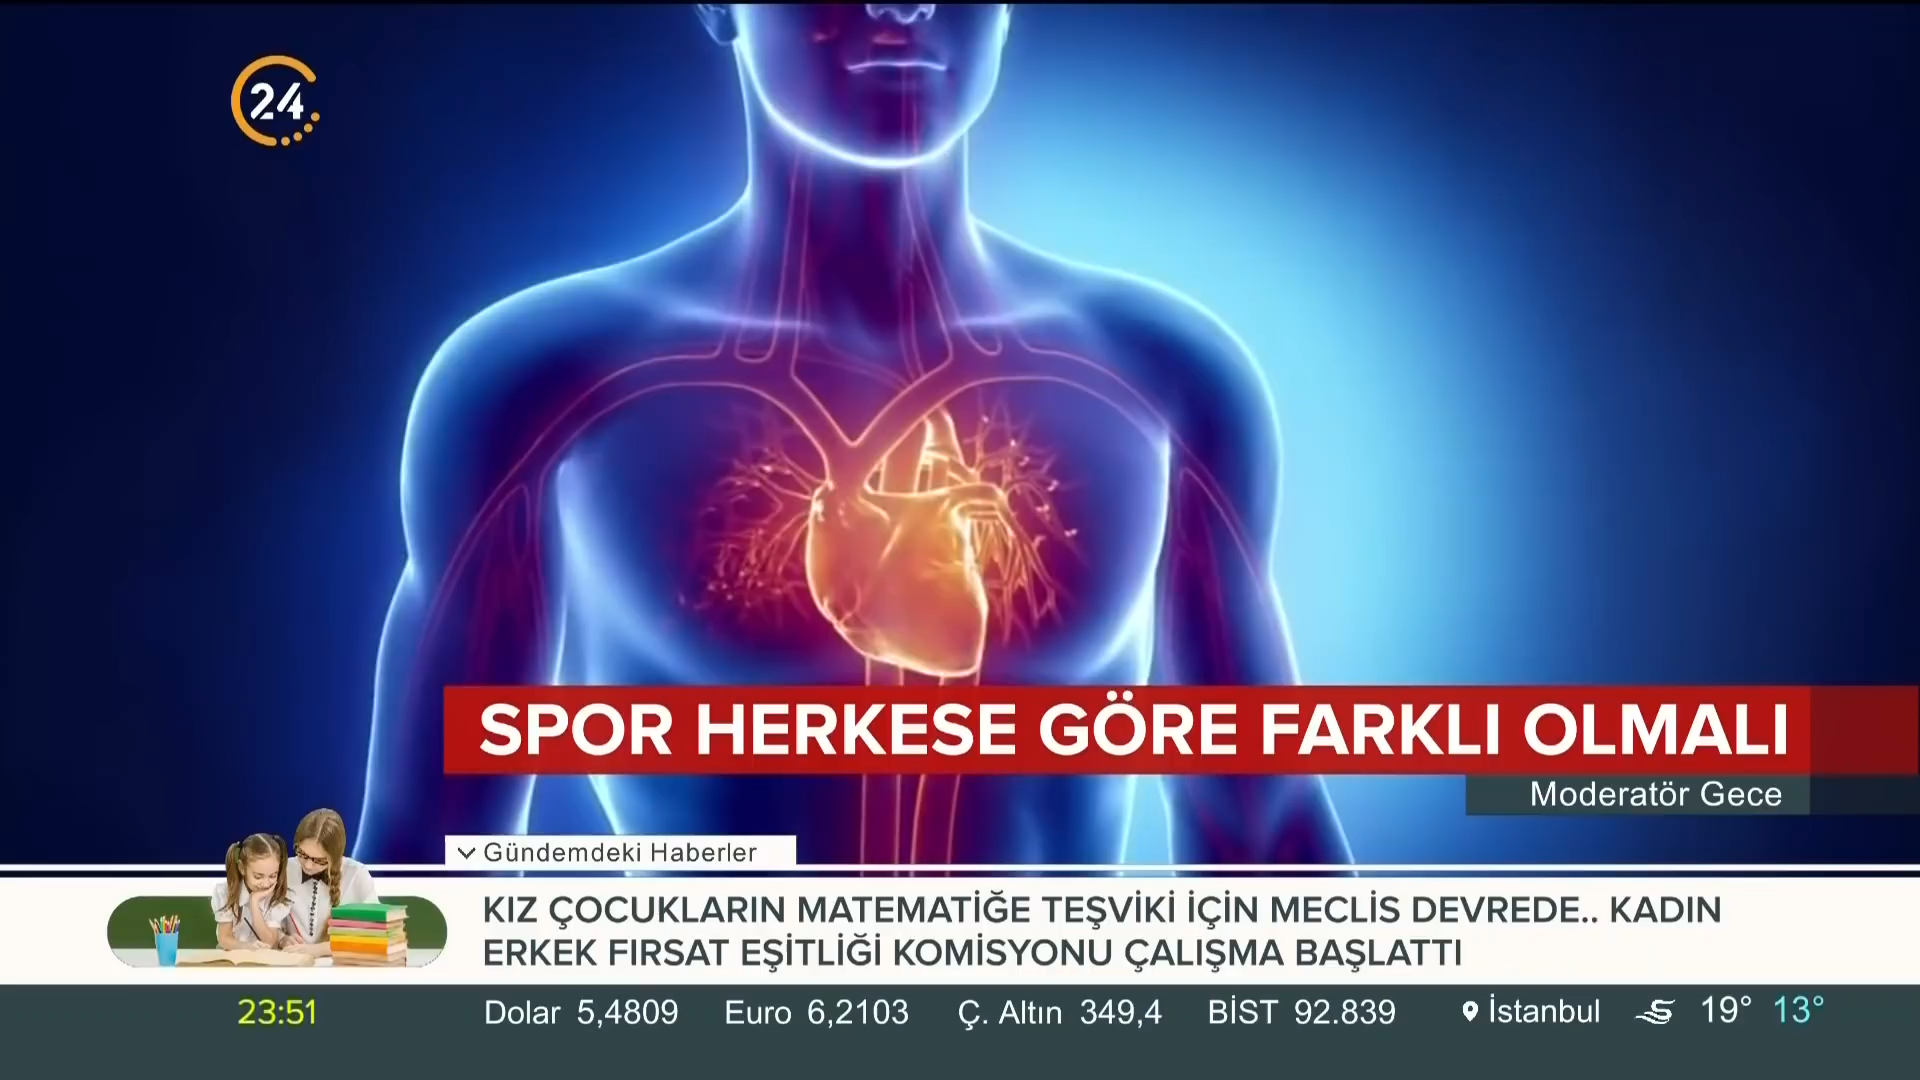 24
SPOR HERKESE GÖRE FARKLI OLMALI
Moderatör Gece
Gündemdeki Haberler
KIZ ÇOCUKLARIN MATEMATİĞE TEŞVİKİ İÇİN MECLİS DEVREDE.. KADIN
ERKEK FIRSAT EŞİTLİĞİ KOMİSYONU ÇALIŞMA BAŞLATTI
23:51 Dolar 5,4809 Euro 6,2103 Ç. Altın 349,4 BİST 92.839 İstanbul 19° 13°